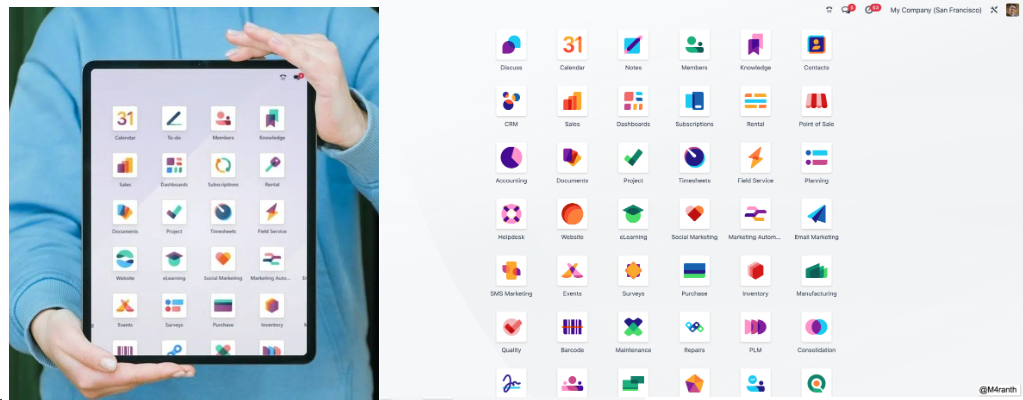 Calendar To-do Members Knowledge
Sales Dashboards Subscriptions Rental
Documents Project Timesheets Field Service
Website eLearning Social Marketing Marketing Auto...
Events Surveys Purchase Inventory
My Company (San Francisco)
Discuss Calendar Notes Members Knowledge Contacts
CRM Sales Dashboards Subscriptions Rental Point of Sale
Accounting Documents Project Timesheets Field Service Planning
Helpdesk Website eLearning Social Marketing Marketing Autom... Email Marketing
SMS Marketing Events Surveys Purchase Inventory Manufacturing
Quality Barcode Maintenance Repairs PLM Consolidation
@M4ranth